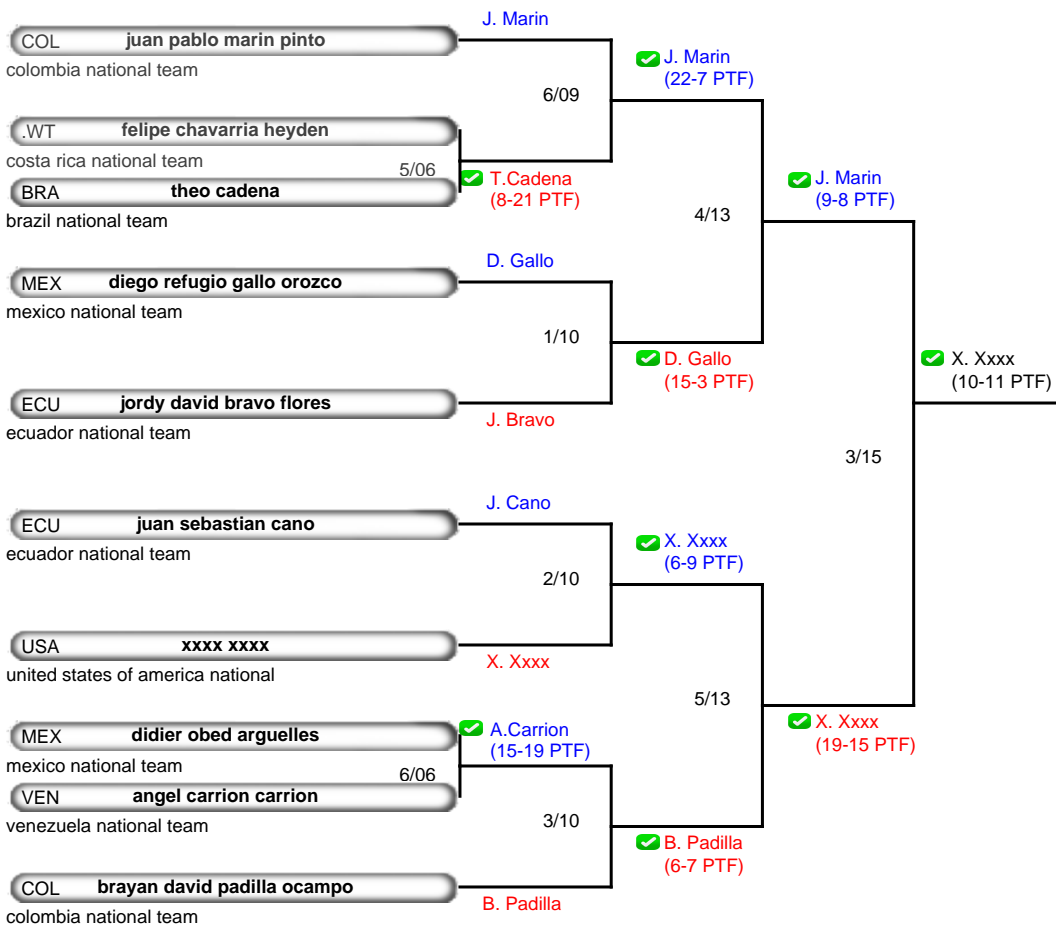 J. Marin
COL juan pablo marin pinto
colombia national team
J. Marin
(22-7 PTF)
6/09
.WT felipe chavarria heyden
costa rica national team
5/06
T.Cadena
(8-21 PTF)
BRA theo cadena
brazil national team
J. Marin
(9-8 PTF)
4/13
D. Gallo
MEX diego refugio gallo orozco
mexico national team
1/10
D. Gallo
(15-3 PTF)
X. Xxxx
(10-11 PTF)
ECU jordy david bravo flores
J. Bravo
ecuador national team
3/15
J. Cano
ECU juan sebastian cano
ecuador national team
X. Xxxx
(6-9 PTF)
2/10
USA xxxx xxxx
X. Xxxx
united states of america national
5/13
X. Xxxx
(19-15 PTF)
MEX didier obed arguelles
A.Carrion
(15-19 PTF)
mexico national team
6/06
VEN angel carrion carrion
venezuela national team
3/10
B. Padilla
(6-7 PTF)
COL brayan david padilla ocampo
B. Padilla
colombia national team